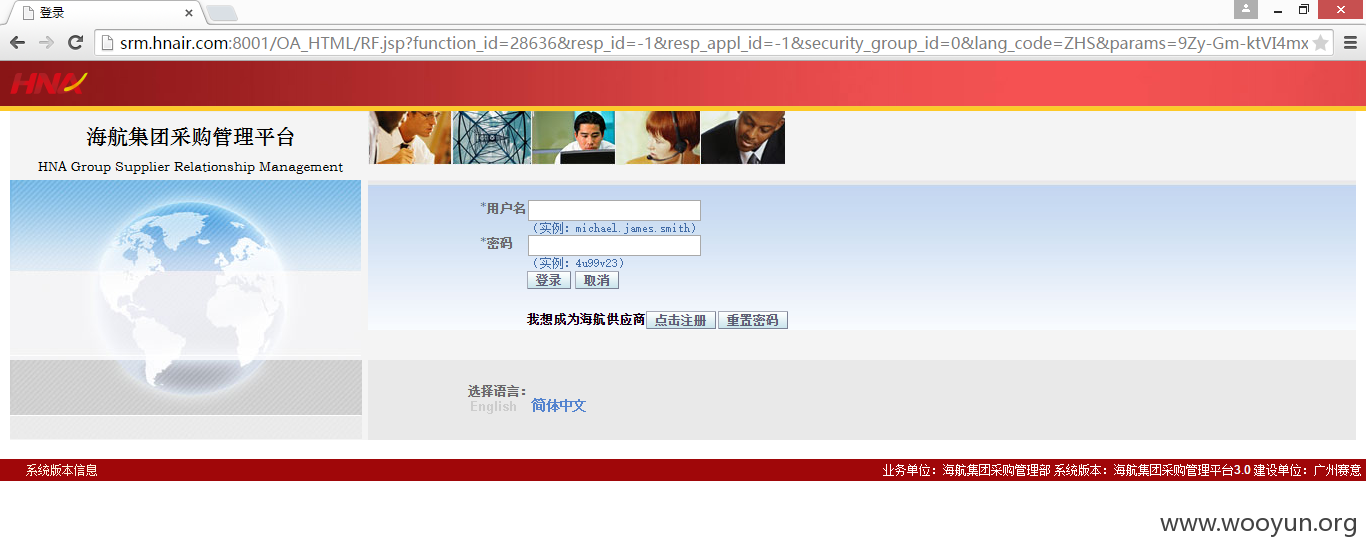 登录
srm.hnair.com:8001/OA_HTML/RF.jsp?function_id=28636&resp_id=-1&resp_appl_id=-1&security_group_id=0&lang_code=ZHS&params=9Zy-Gm-ktVI4mx
HNA
海航集团采购管理平台
HNA Group Supplier Relationship Management
*用户名
(实例: michael.james.smith)
*密码
(实例: 4u99v23)
登录 取消
我想成为海航供应商 点击注册 重置密码
选择语言:
English 简体中文
系统版本信息 业务单位: 海航集团采购管理部 系统版本: 海航集团采购管理平台3.0 建设单位: 广州赛意
www.wooyun.org